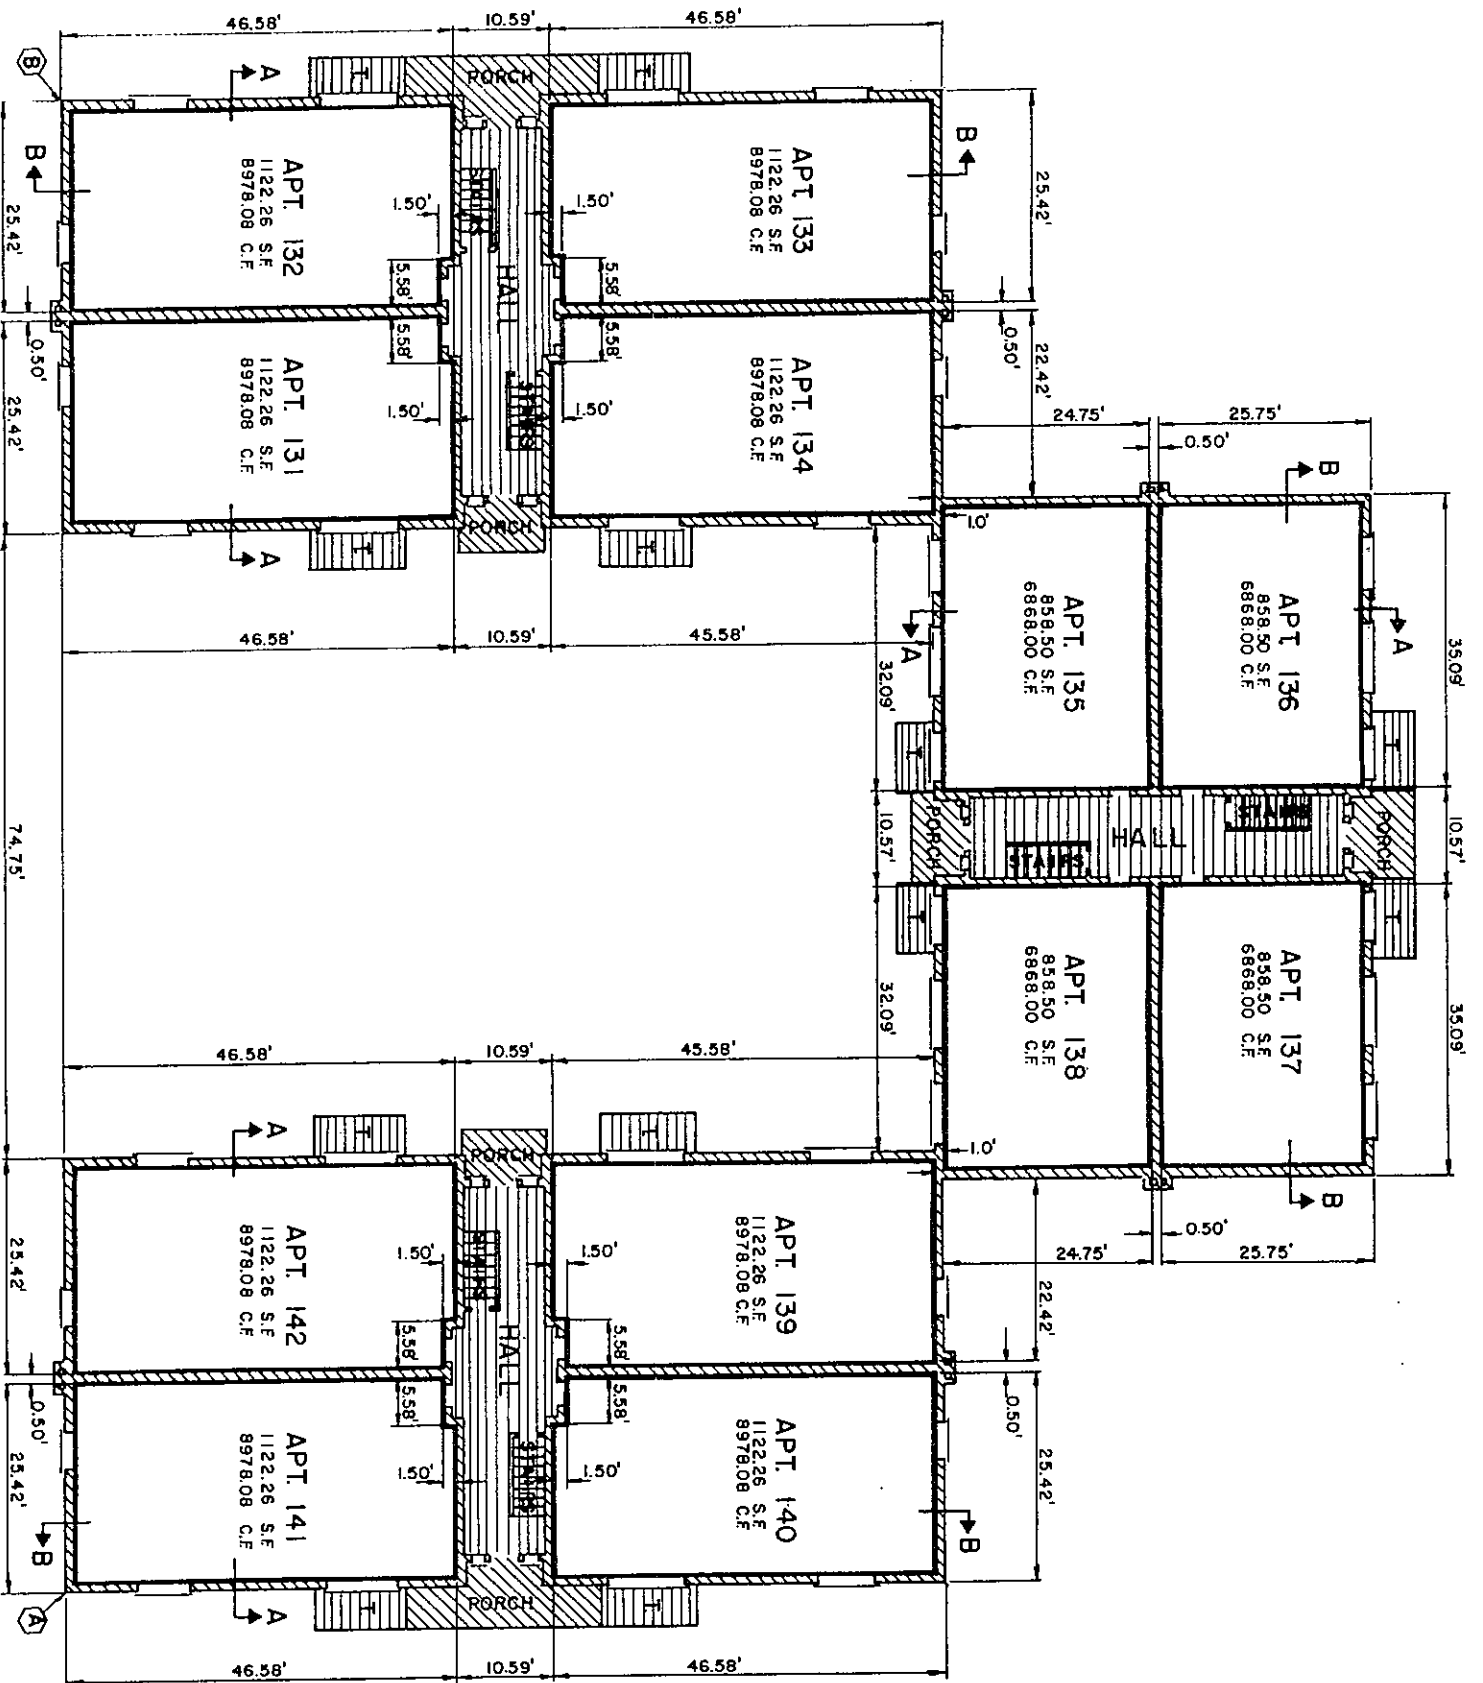 46.58'
10.59'
46.58'
B
A
T
PORCH
T
B
B
25.42'
APT. 132
1122.26 S.F.
8978.08 C.F.
STAIRS
1.50'
1.50'
APT. 133
1122.26 S.F.
8978.08 C.F.
25.42'
5.58'
5.58'
HALL
0.50'
0.50'
5.58'
5.58'
25.42'
APT. 131
1122.26 S.F.
8978.08 C.F.
1.50'
1.50'
STAIRS
APT. 134
1122.26 S.F.
8978.08 C.F.
22.42'
24.75'
25.75'
0.50'
B
A
T
PORCH
T
1.0'
46.58'
10.59'
45.58'
A
A
32.09'
APT. 135
858.50 S.F.
6868.00 C.F.
APT. 136
858.50 S.F.
6868.00 C.F.
35.09'
T
T
74.75'
10.57'
PORCH
STAIRS
HALL
STAIRS
PORCH
10.57'
T
T
32.09'
APT. 138
858.50 S.F.
6868.00 C.F.
APT. 137
858.50 S.F.
6868.00 C.F.
35.09'
46.58'
10.59'
45.58'
A
T
PORCH
T
1.0'
B
0.50'
24.75'
25.75'
25.42'
APT. 142
1122.26 S.F.
8978.08 C.F.
STAIRS
1.50'
1.50'
APT. 139
1122.26 S.F.
8978.08 C.F.
22.42'
5.58'
5.58'
HALL
0.50'
0.50'
5.58'
5.58'
25.42'
APT. 141
1122.26 S.F.
8978.08 C.F.
1.50'
1.50'
STAIRS
APT. 140
1122.26 S.F.
8978.08 C.F.
25.42'
B
B
A
A
T
PORCH
T
46.58'
10.59'
46.58'